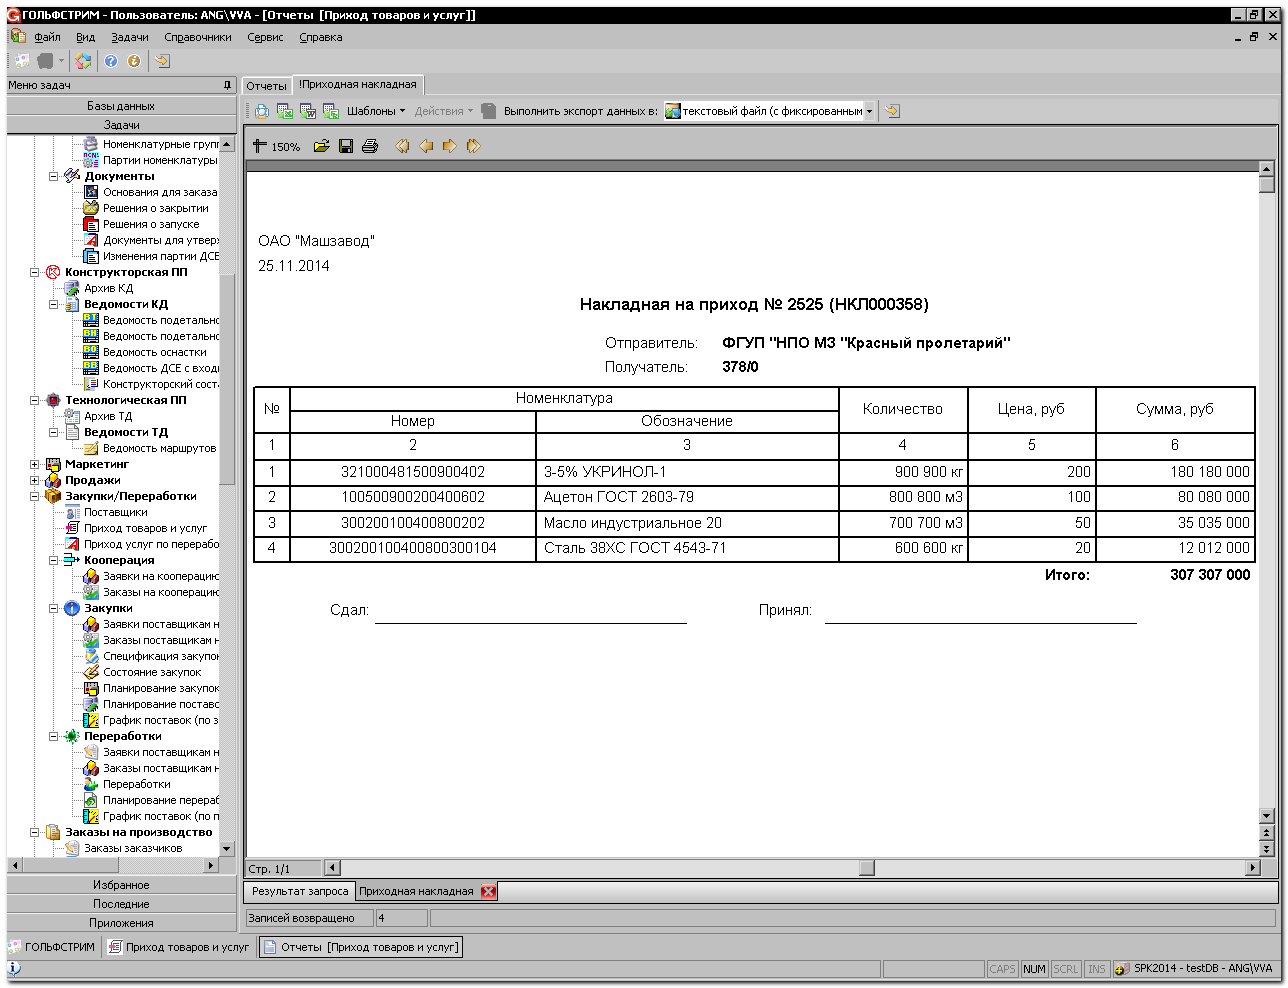 ГОЛЬФСТРИМ - Пользователь: ANG\VVA - [Отчеты [Приход товаров и услуг]]
Файл Вид Задачи Справочники Сервис Справка
Меню задач
Базы данных
Задачи
Номенклатурные групп
Партии номенклатуры
Документы
Основания для заказа
Решения о закрытии
Решения о запуске
Документы для утвер
Изменения партии ДСЕ
Конструкторская ПП
Архив КД
Ведомости КД
Ведомость подетально
Ведомость подетально
Ведомость оснастки
Ведомость ДСЕ с вход
Конструкторский сост
Технологическая ПП
Архив ТД
Ведомости ТД
Ведомость маршрутов
Маркетинг
Продажи
Закупки/Переработки
Поставщики
Приход товаров и услуг
Приход услуг по перерабо
Кооперация
Заявки на кооперацию
Заказы на кооперацию
Закупки
Заявки поставщикам н
Заказы поставщикам н
Спецификация закупок
Состояние закупок
Планирование закупок
Планирование поставо
График поставок (по з
Переработки
Заявки поставщикам н
Заказы поставщикам н
Переработки
Планирование перераб
График поставок (по п
Заказы на производство
Заказы заказчиков
Избранное
Последние
Приложения
Отчеты !Приходная накладная
Шаблоны Действия Выполнить экспорт данных в: текстовый файл (с фиксированным
150%
ОАО "Машзавод"
25.11.2014
Накладная на приход № 2525 (НКЛ000358)
Отправитель: ФГУП "НПО МЗ "Красный пролетарий"
Получатель: 378/0
№ Номенклатура Количество Цена, руб Сумма, руб
Номер Обозначение
1 2 3 4 5 6
1 321000481500900402 3-5% УКРИНОЛ-1 900 900 кг 200 180 180 000
2 100500900200400602 Ацетон ГОСТ 2603-79 800 800 м3 100 80 080 000
3 300200100400800202 Масло индустриальное 20 700 700 м3 50 35 035 000
4 300200100400800300104 Сталь 38ХС ГОСТ 4543-71 600 600 кг 20 12 012 000
Итого: 307 307 000
Сдал: Принял:
Стр. 1/1
Результат запроса Приходная накладная
Записей возвращено 4
ГОЛЬФСТРИМ Приход товаров и услуг Отчеты [Приход товаров и услуг]
CAPS NUM SCRL INS SPK2014 - testDB - ANG\VVA